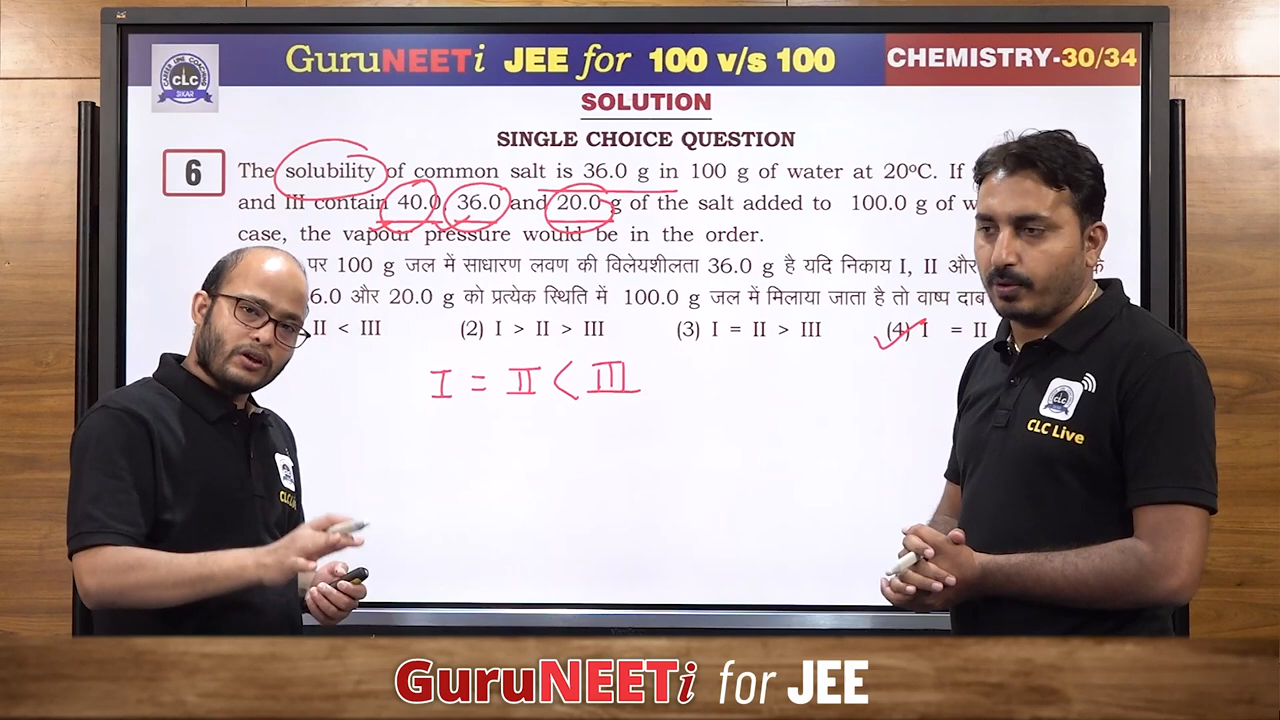 GuruNEETi JEE for 100 v/s 100
CHEMISTRY-30/34
CLC
SIKAR
SOLUTION
SINGLE CHOICE QUESTION
6
The solubility of common salt is 36.0 g in 100 g of water at 20ºC. If
and III contain 40.0, 36.0 and 20.0 g of the salt added to 100.0 g of
case, the vapour pressure would be in the order.
पर 100 g जल में साधारण लवण की विलेयशीलता 36.0 g है यदि निकाय I, II और
6.0 और 20.0 g को प्रत्येक स्थिति में 100.0 g जल में मिलाया जाता है तो वाष्प दाब
II < III (2) I > II > III (3) I = II > III (4) I = II
I = II < III
CLC
CLC Live
GuruNEETi for JEE